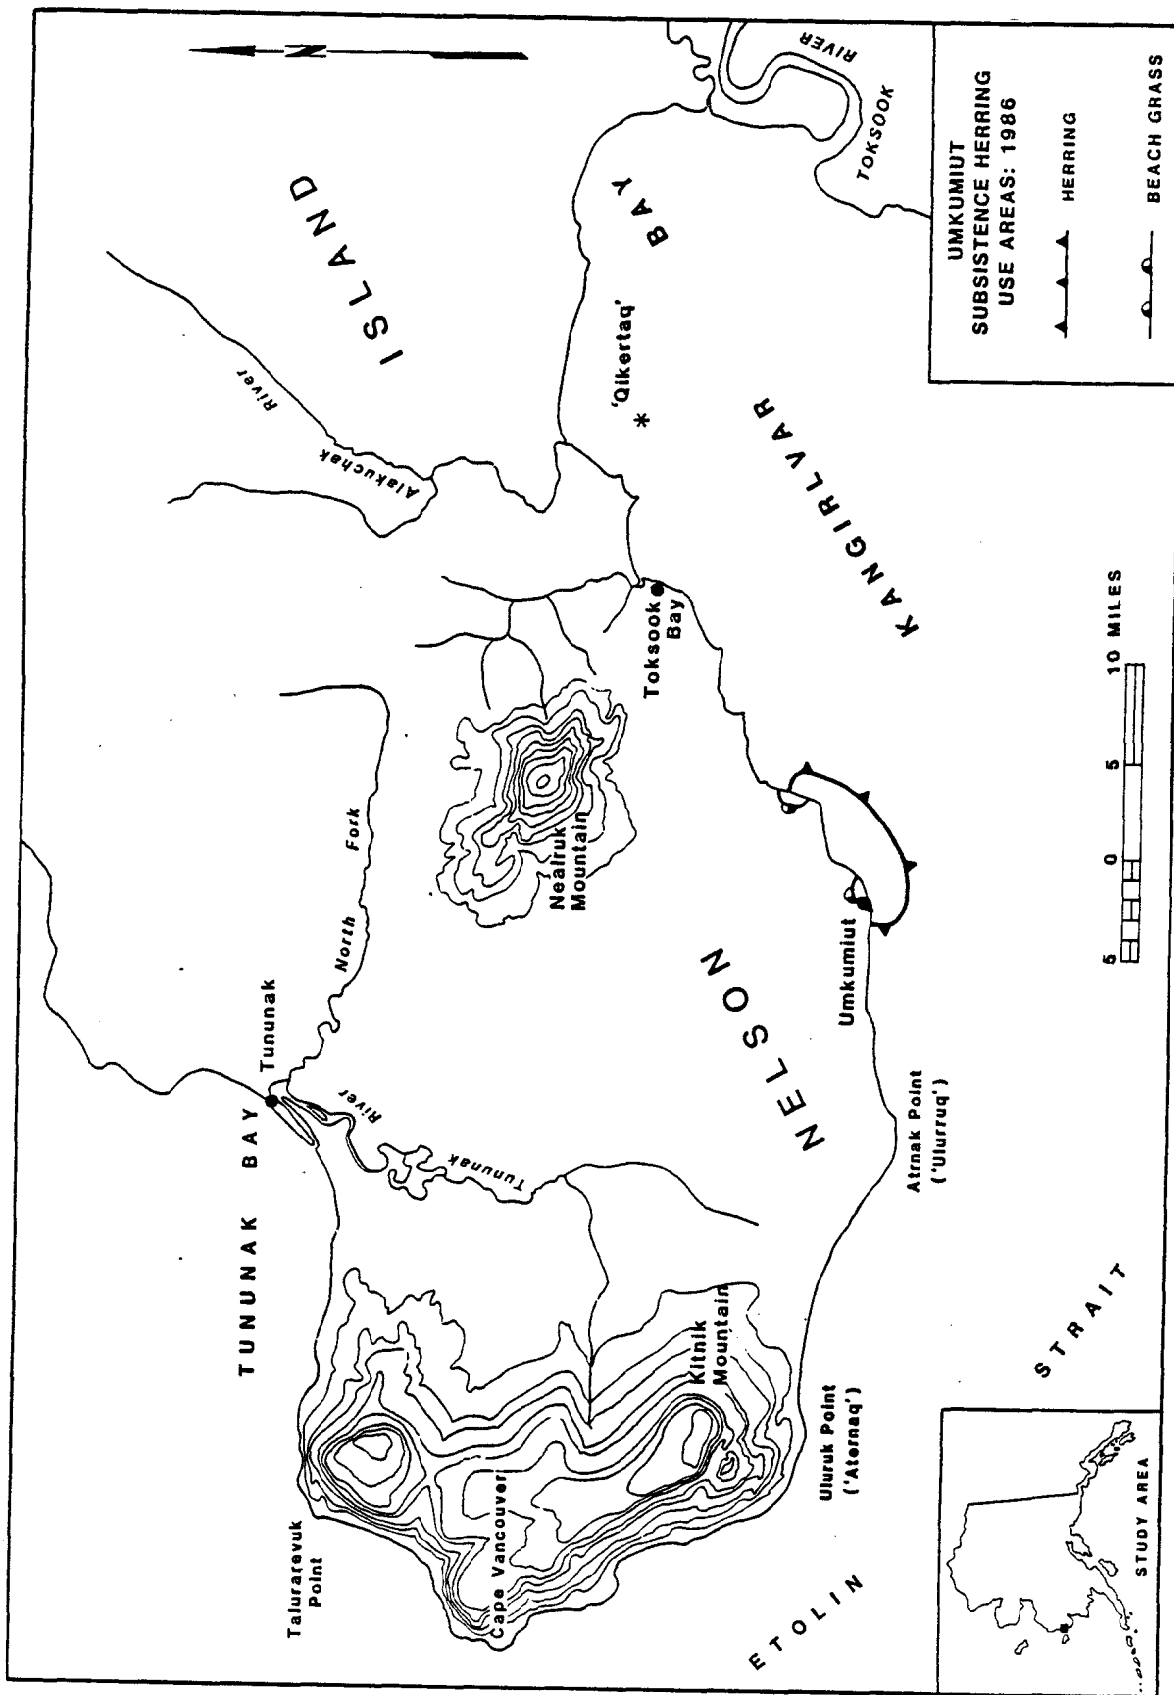 N
TUNUNAK BAY
Tununak
North Fork
River
Tununak
Alakuchak
River
NELSON ISLAND
Nealruk
Mountain
Talurarevuk
Point
Cape Vancouver
Kitnik
Mountain
Uluruk Point
('Aternaq')
Atrnak Point
('Ulurruq')
Umkumiut
Toksook
Bay
'Qikertaq'
KANGIRLVAR BAY
TOKSOOK RIVER
ETOLIN STRAIT
5 0 5 10 MILES
STUDY AREA
UMKUMIUT
SUBSISTENCE HERRING
USE AREAS: 1986
HERRING
BEACH GRASS